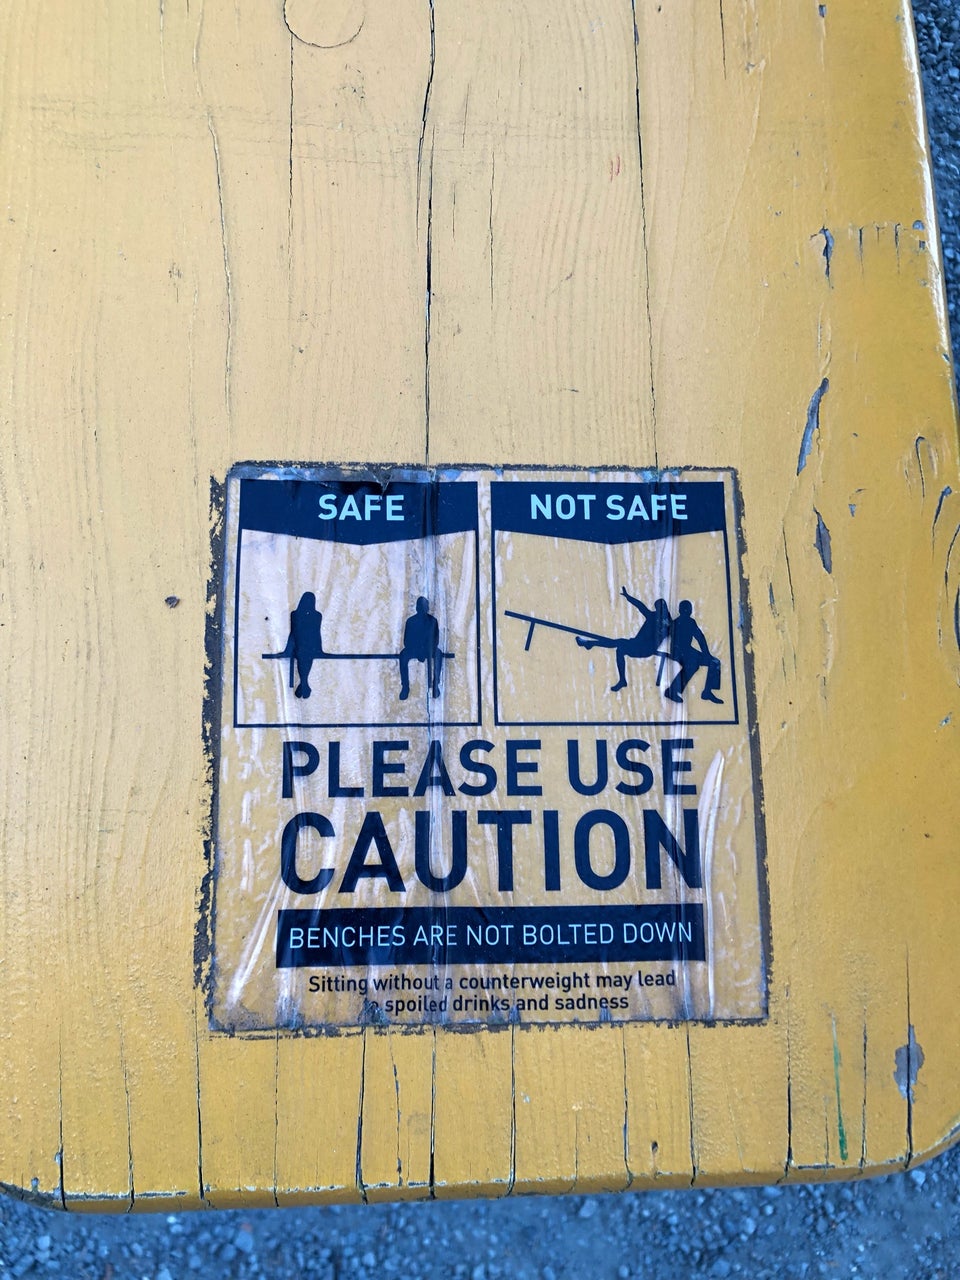 SAFE
NOT SAFE
PLEASE USE
CAUTION
BENCHES ARE NOT BOLTED DOWN
Sitting without a counterweight may lead
to spoiled drinks and sadness